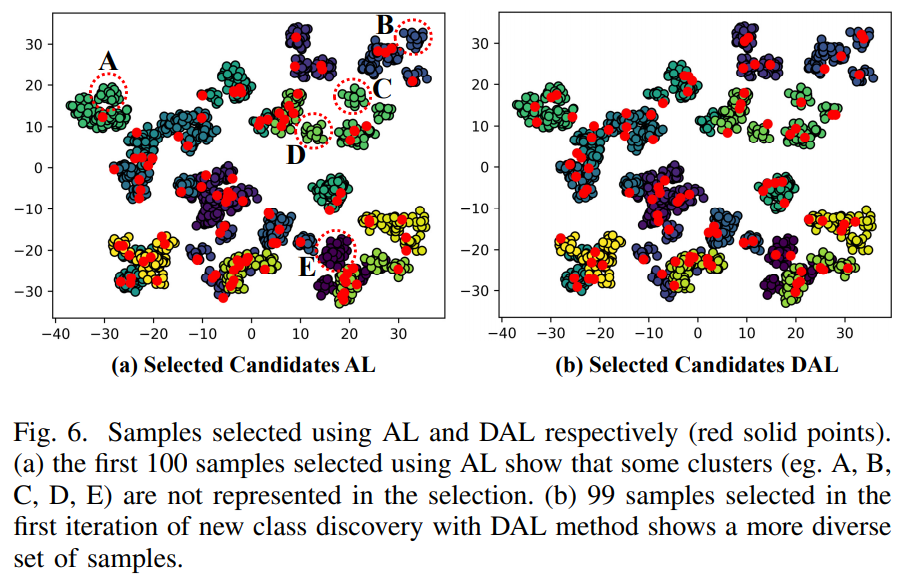 A
B
C
D
E
30
20
10
0
−10
−20
−30
−40 −30 −20 −10 0 10 20 30
30
20
10
0
−10
−20
−30
−40 −30 −20 −10 0 10 20 30
(a) Selected Candidates AL
(b) Selected Candidates DAL
Fig. 6. Samples selected using AL and DAL respectively (red solid points).
(a) the first 100 samples selected using AL show that some clusters (eg. A, B,
C, D, E) are not represented in the selection. (b) 99 samples selected in the
first iteration of new class discovery with DAL method shows a more diverse
set of samples.